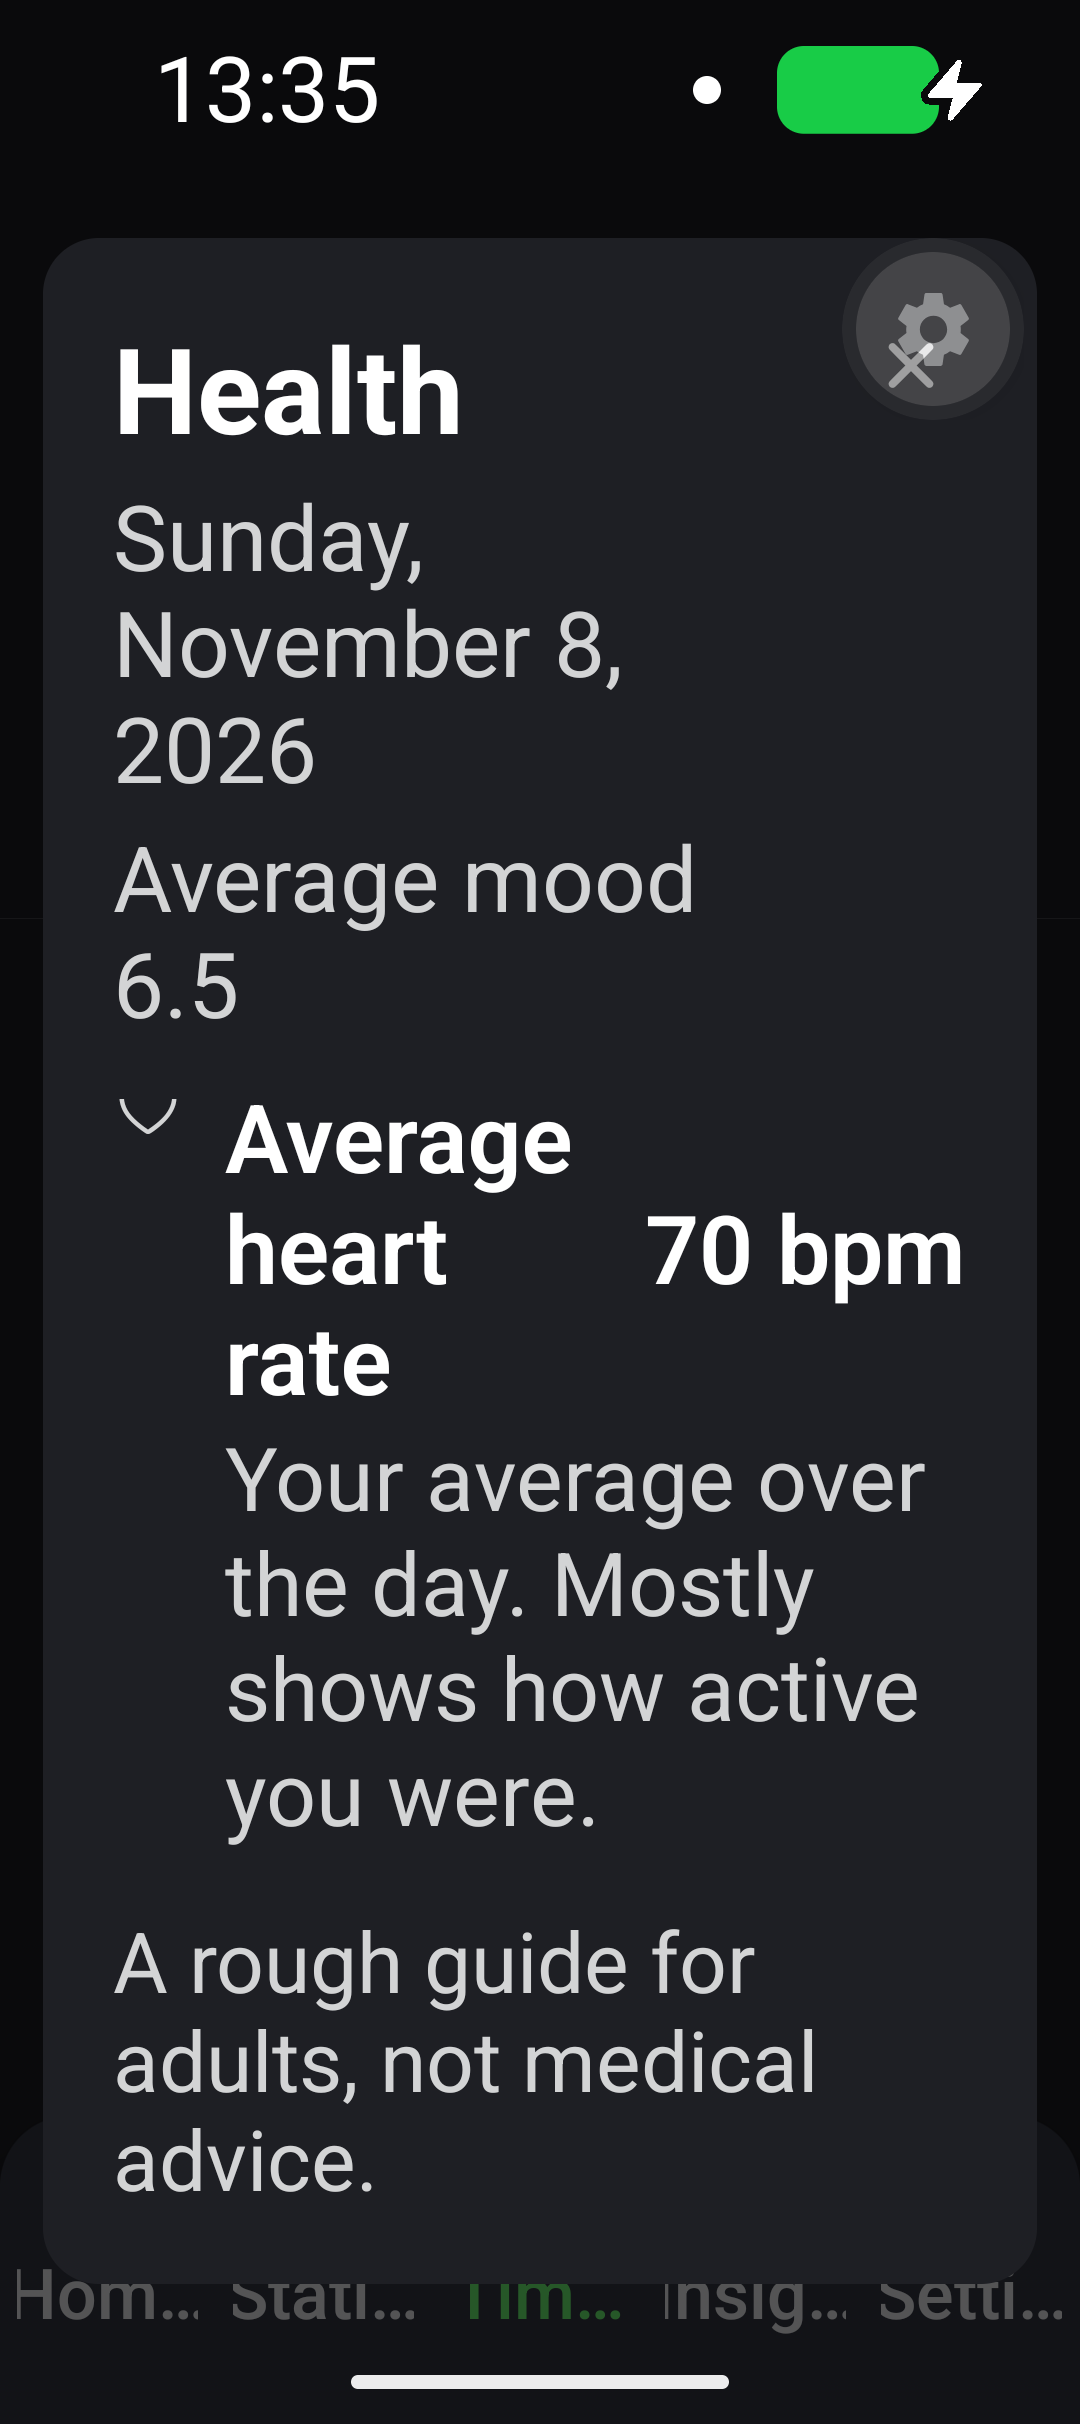 13:35
Health
Sunday,
November 8,
2026
Average mood
6.5
Average
heart
rate
70 bpm
Your average over
the day. Mostly
shows how active
you were.
A rough guide for
adults, not medical
advice.
Hom… Stati… Tim… Insig… Setti…